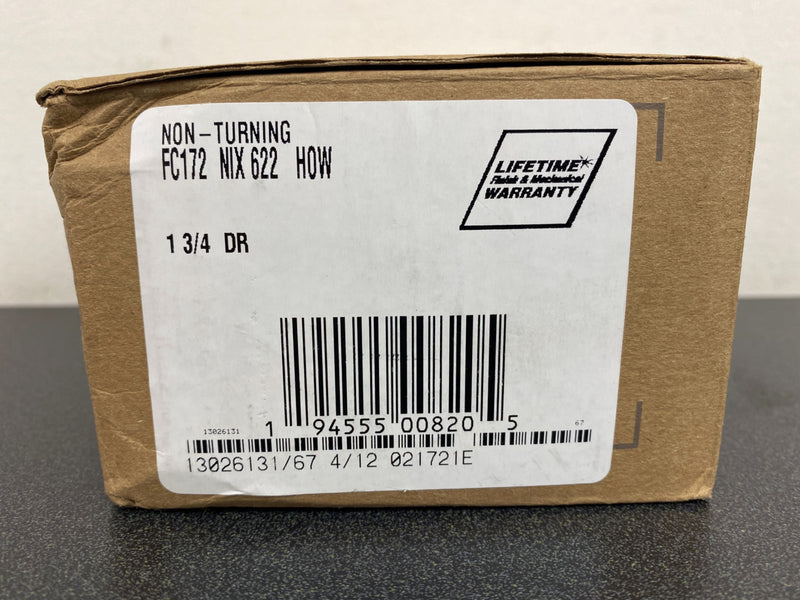 NON-TURNING
FC172 NIX 622 HOW
LIFETIME
Finish & Mechanical
WARRANTY
1 3/4 DR
13026131
1 94555 00820 5
67
13026131/67 4/12 021721E